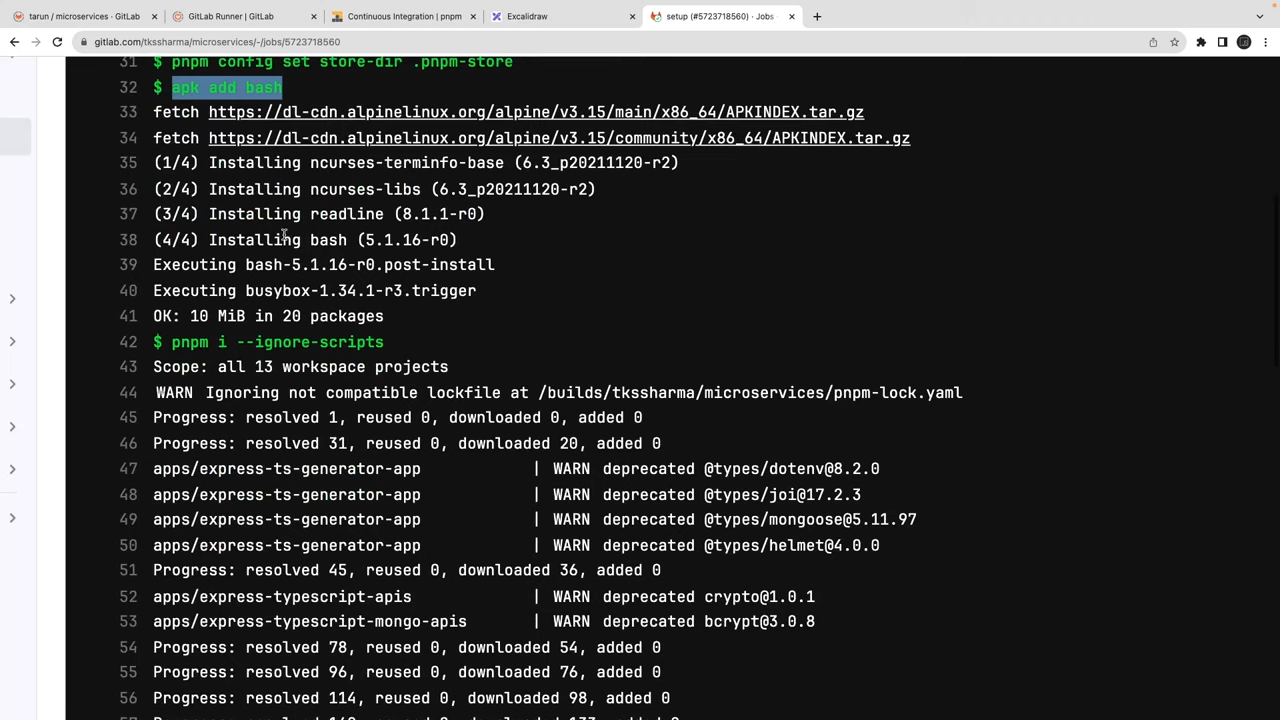 tarun / microservices · GitLab
GitLab Runner | GitLab
Continuous Integration | pnpm
Excalidraw
setup (#5723718560) · Jobs
gitlab.com/tkssharma/microservices/-/jobs/5723718560
31 $ pnpm config set store-dir .pnpm-store
32 $ apk add bash
33 fetch https://dl-cdn.alpinelinux.org/alpine/v3.15/main/x86_64/APKINDEX.tar.gz
34 fetch https://dl-cdn.alpinelinux.org/alpine/v3.15/community/x86_64/APKINDEX.tar.gz
35 (1/4) Installing ncurses-terminfo-base (6.3_p20211120-r2)
36 (2/4) Installing ncurses-libs (6.3_p20211120-r2)
37 (3/4) Installing readline (8.1.1-r0)
38 (4/4) Installing bash (5.1.16-r0)
39 Executing bash-5.1.16-r0.post-install
40 Executing busybox-1.34.1-r3.trigger
41 OK: 10 MiB in 20 packages
42 $ pnpm i --ignore-scripts
43 Scope: all 13 workspace projects
44 WARN Ignoring not compatible lockfile at /builds/tkssharma/microservices/pnpm-lock.yaml
45 Progress: resolved 1, reused 0, downloaded 0, added 0
46 Progress: resolved 31, reused 0, downloaded 20, added 0
47 apps/express-ts-generator-app | WARN deprecated @types/dotenv@8.2.0
48 apps/express-ts-generator-app | WARN deprecated @types/joi@17.2.3
49 apps/express-ts-generator-app | WARN deprecated @types/mongoose@5.11.97
50 apps/express-ts-generator-app | WARN deprecated @types/helmet@4.0.0
51 Progress: resolved 45, reused 0, downloaded 36, added 0
52 apps/express-typescript-apis | WARN deprecated crypto@1.0.1
53 apps/express-typescript-mongo-apis | WARN deprecated bcrypt@3.0.8
54 Progress: resolved 78, reused 0, downloaded 54, added 0
55 Progress: resolved 96, reused 0, downloaded 76, added 0
56 Progress: resolved 114, reused 0, downloaded 98, added 0